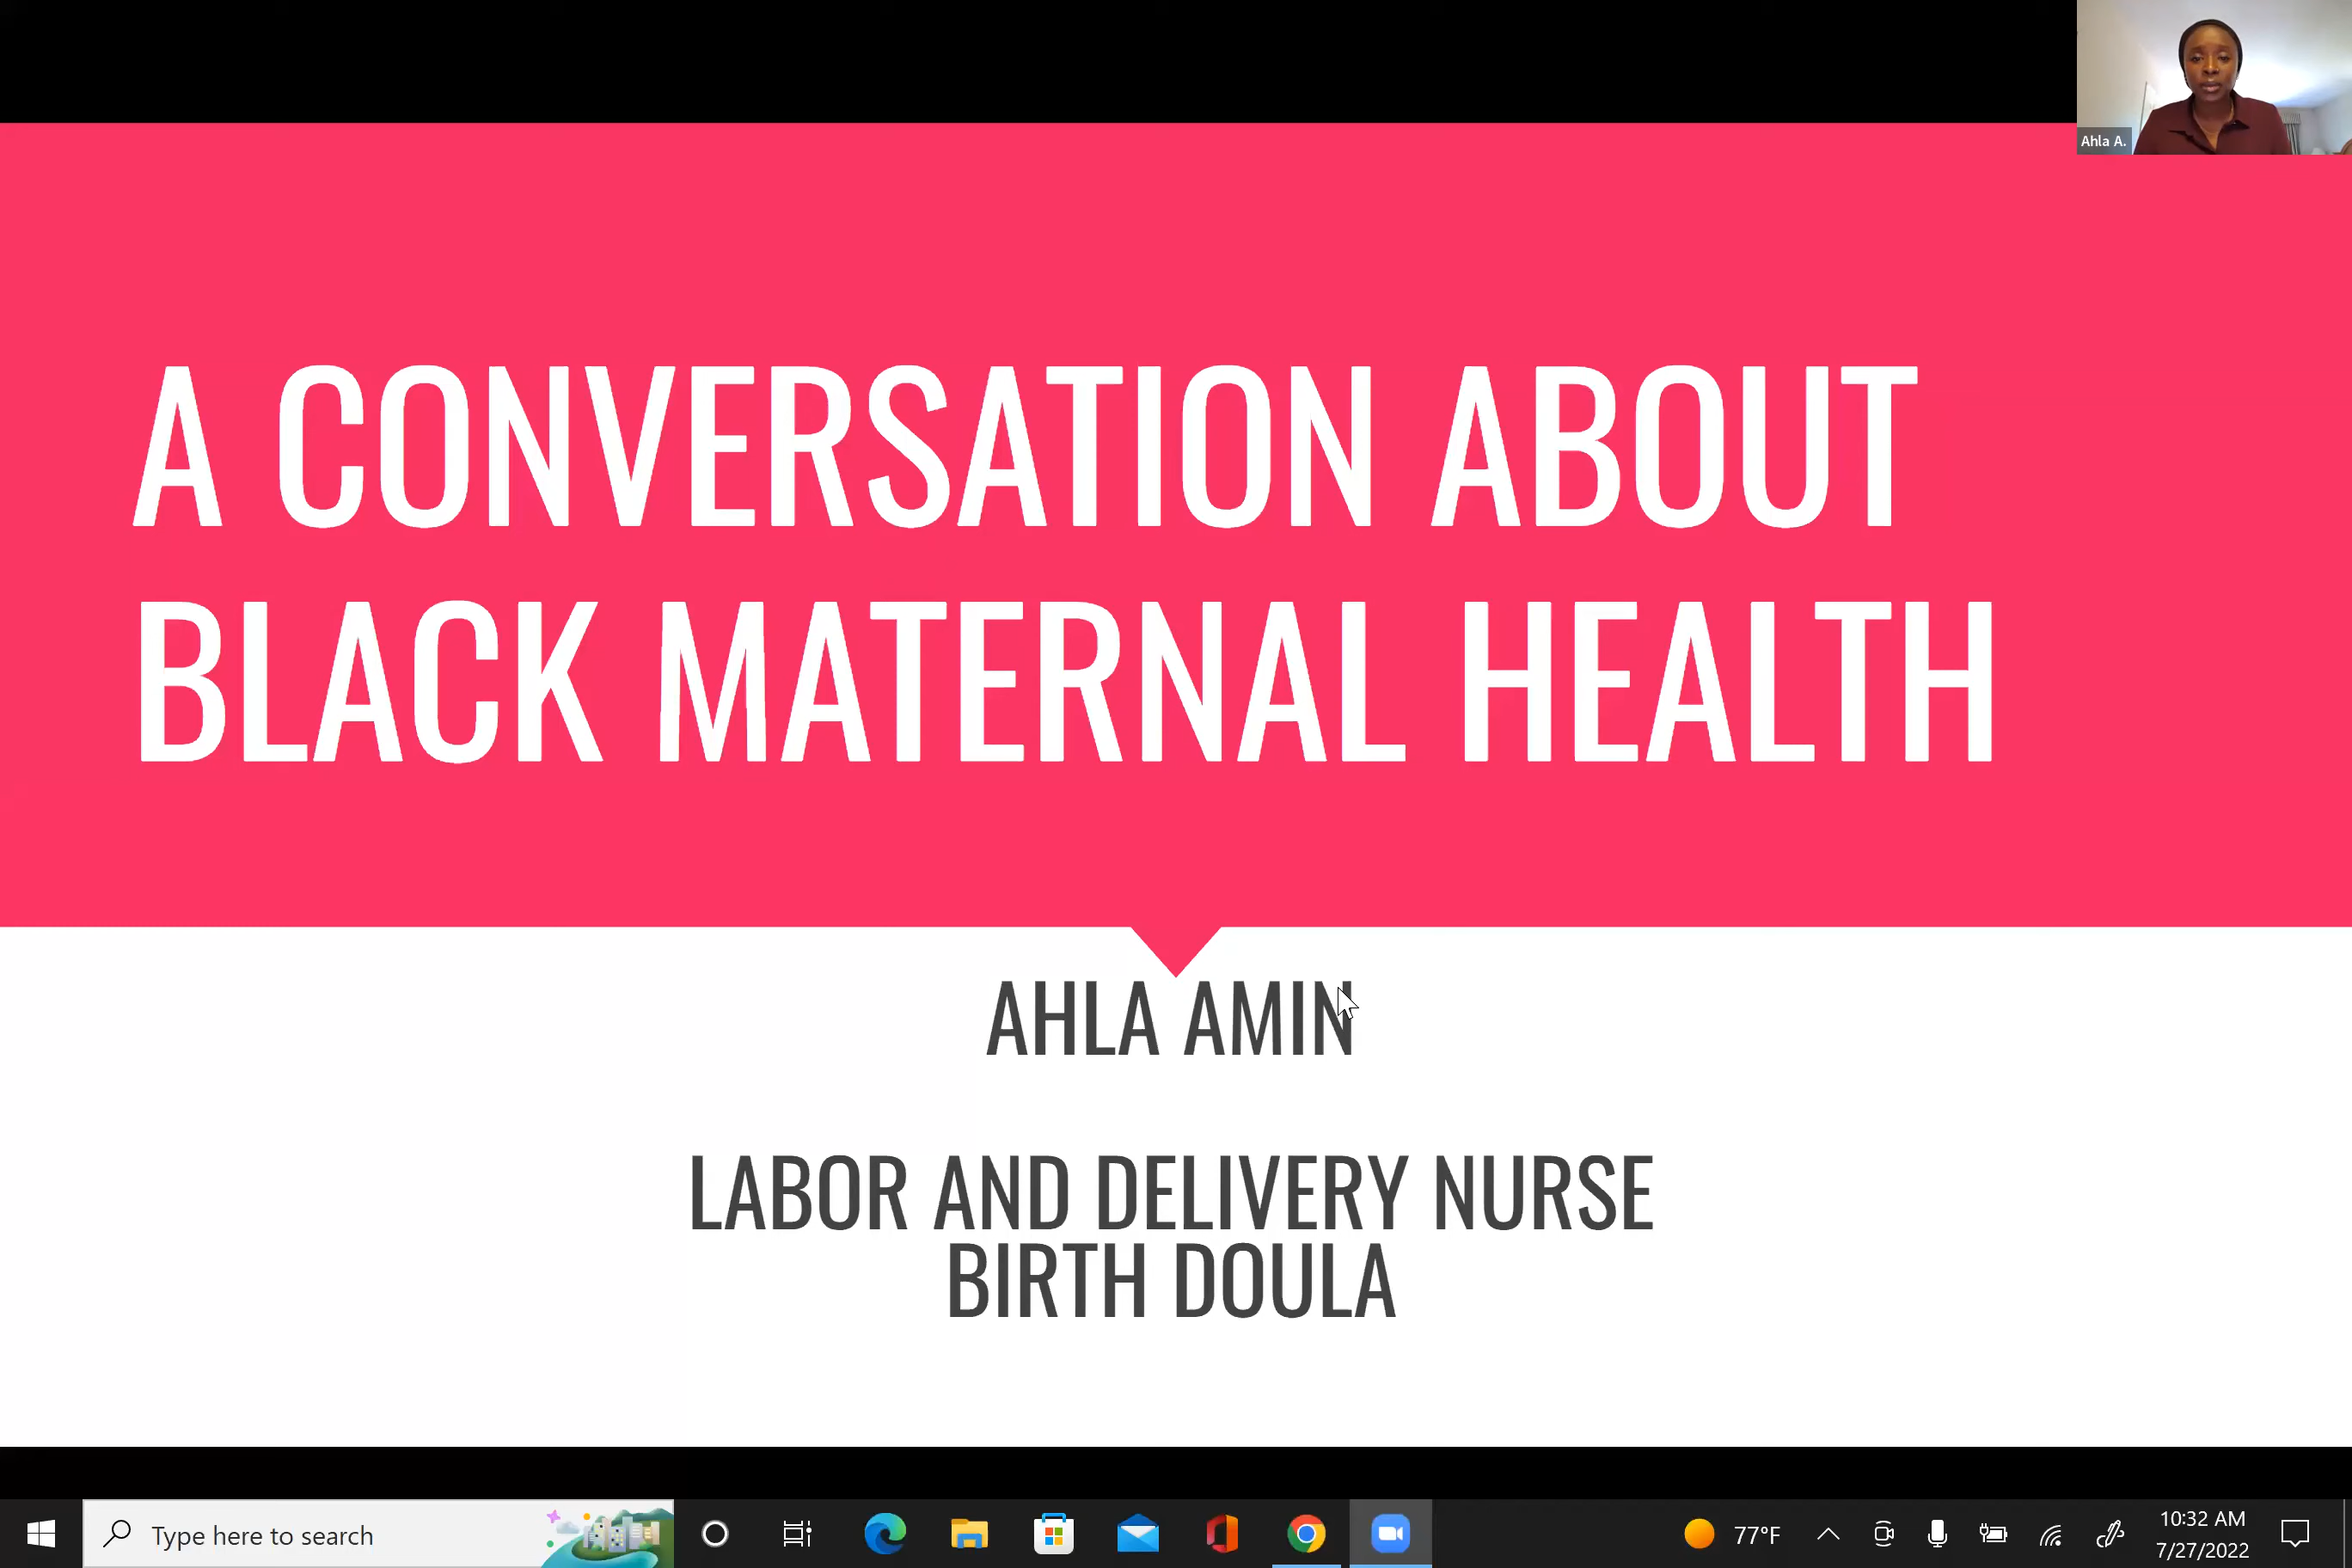 Ahla A.
A CONVERSATION ABOUT
BLACK MATERNAL HEALTH
AHLA AMIN
LABOR AND DELIVERY NURSE
BIRTH DOULA
Type here to search
77°F
10:32 AM
7/27/2022